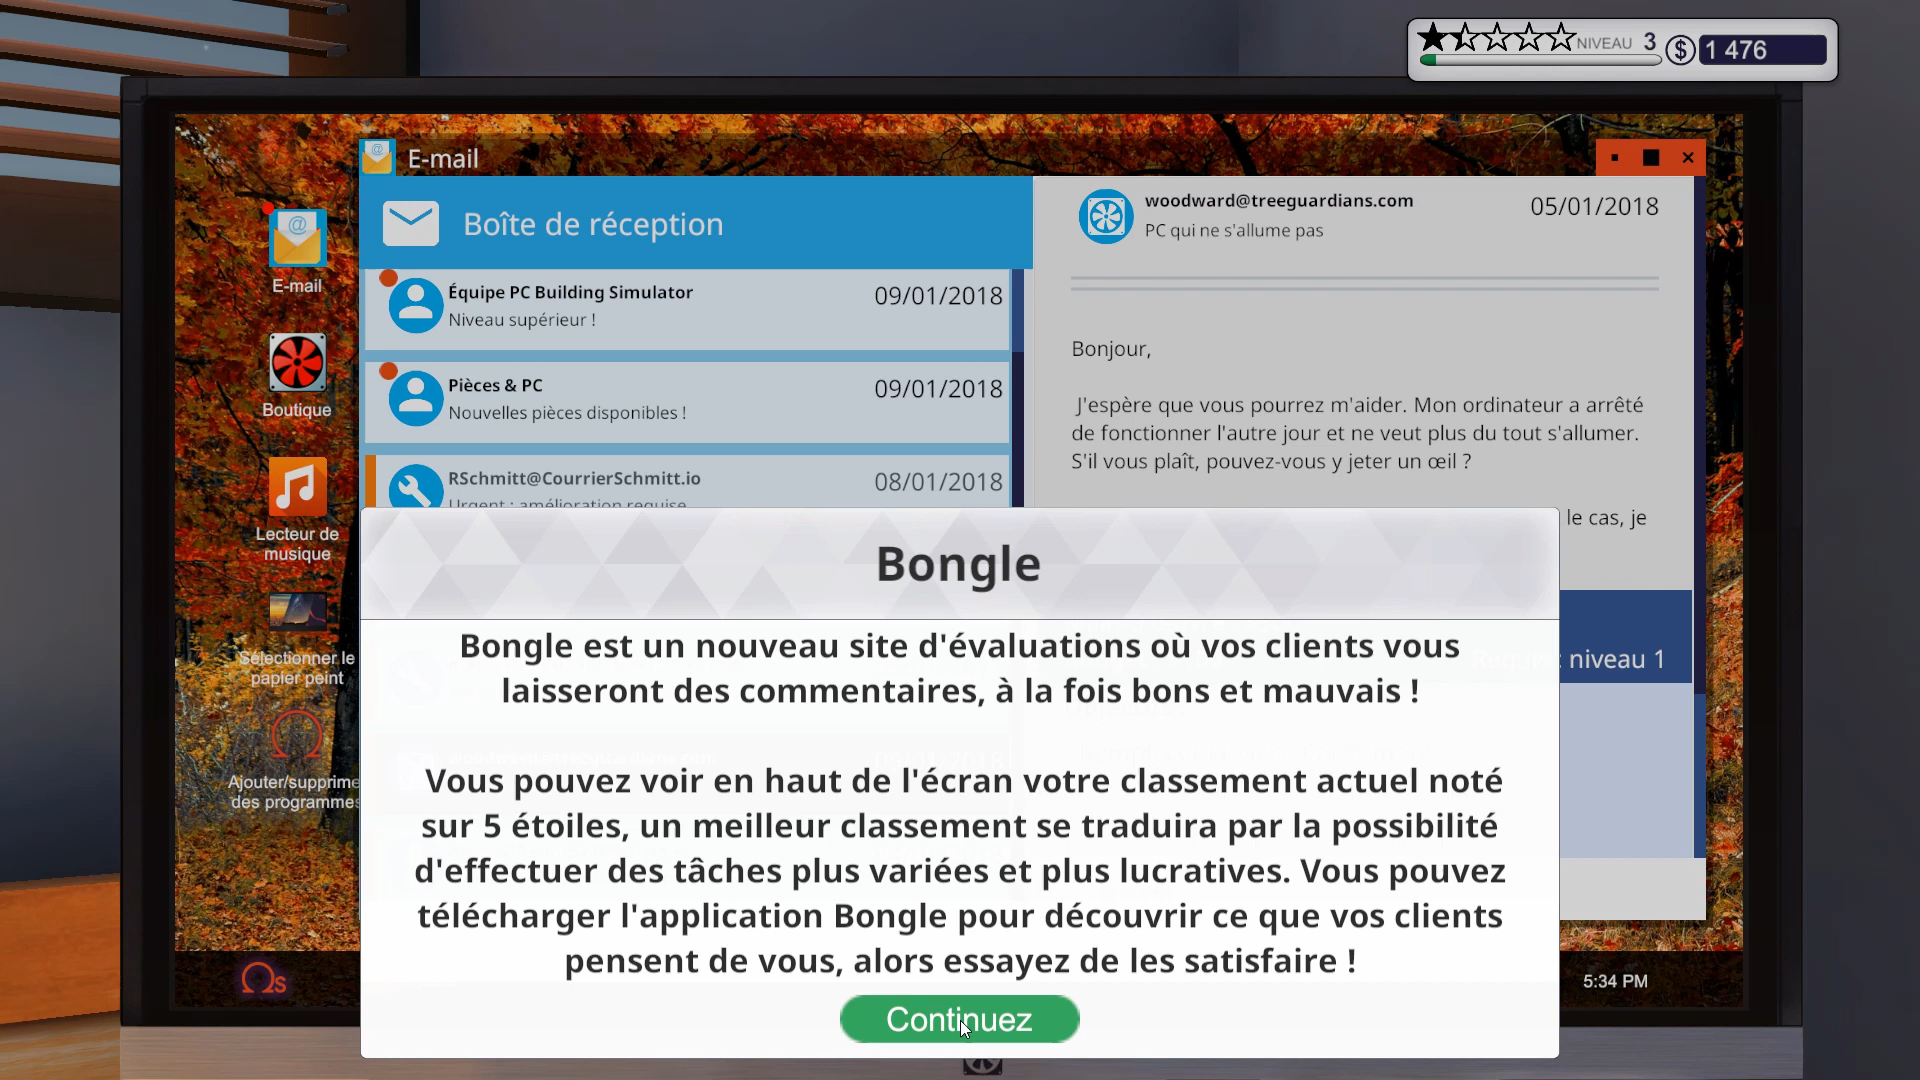 NIVEAU 3
1 476
E-mail
Boîte de réception
Équipe PC Building Simulator
09/01/2018
Niveau supérieur !
Pièces & PC
09/01/2018
Nouvelles pièces disponibles !
RSchmitt@CourrierSchmitt.io
08/01/2018
Urgent : amélioration requise
woodward@treeguardians.com
05/01/2018
PC qui ne s'allume pas
Bonjour,
J'espère que vous pourrez m'aider. Mon ordinateur a arrêté
de fonctionner l'autre jour et ne veut plus du tout s'allumer.
S'il vous plaît, pouvez-vous y jeter un œil ?
le cas, je
niveau 1
E-mail
Boutique
Lecteur de
musique
Sélectionner le
papier peint
Ajouter/supprime
des programmes
Bongle
Bongle est un nouveau site d'évaluations où vos clients vous
laisseront des commentaires, à la fois bons et mauvais !
Vous pouvez voir en haut de l'écran votre classement actuel noté
sur 5 étoiles, un meilleur classement se traduira par la possibilité
d'effectuer des tâches plus variées et plus lucratives. Vous pouvez
télécharger l'application Bongle pour découvrir ce que vos clients
pensent de vous, alors essayez de les satisfaire !
Continuez
Ωs
5:34 PM